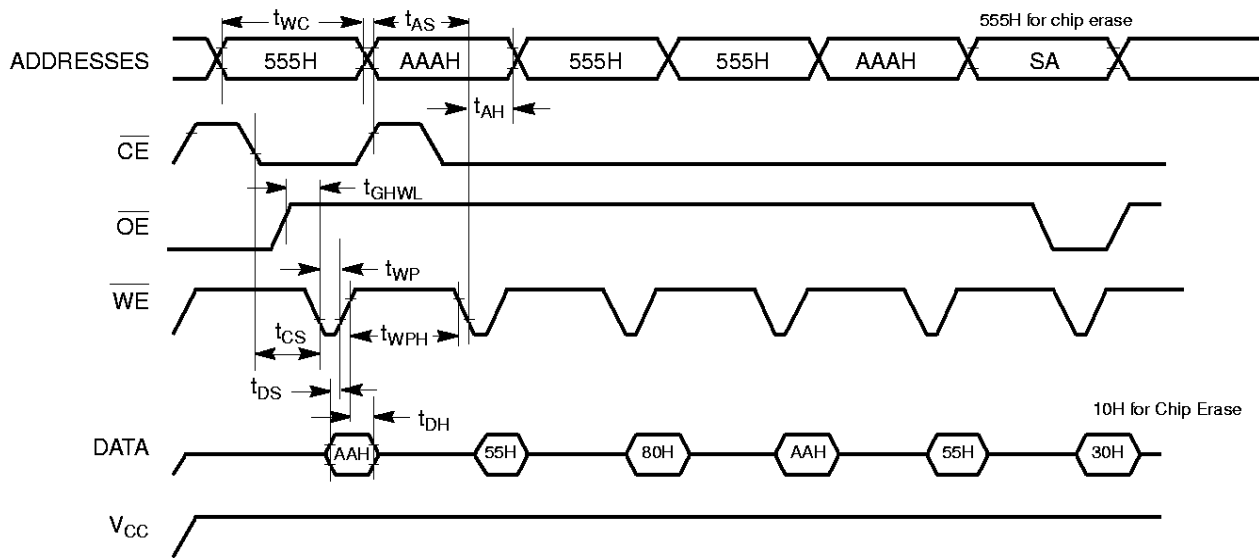 tWC tAS 555H for chip erase
ADDRESSES 555H AAAH 555H 555H AAAH SA
tAH
CE
tGHWL
OE
tWP
WE
tCS tWPH
tDS
tDH 10H for Chip Erase
DATA AAH 55H 80H AAH 55H 30H
VCC